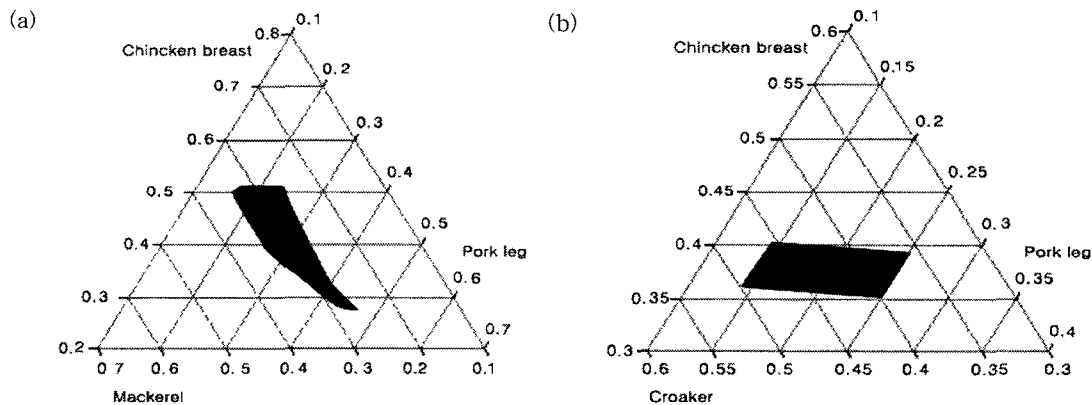 (a)
0.8 0.1
Chincken breast
0.7 0.2
0.6 0.3
0.5 0.4
0.4 0.5
Pork leg
0.3 0.6
0.2 0.7
0 7 0.6 0.5 0.4 0.3 0.2 0.1
Mackerel
(b)
0.6 0.1
Chincken breast
0.55 0.15
0.5 0.2
0.45 0.25
0.4 0.3
Pork leg
0.35 0.35
0.3 0.4
0.6 0.55 0.5 0.45 0.4 0.35 0.3
Croaker